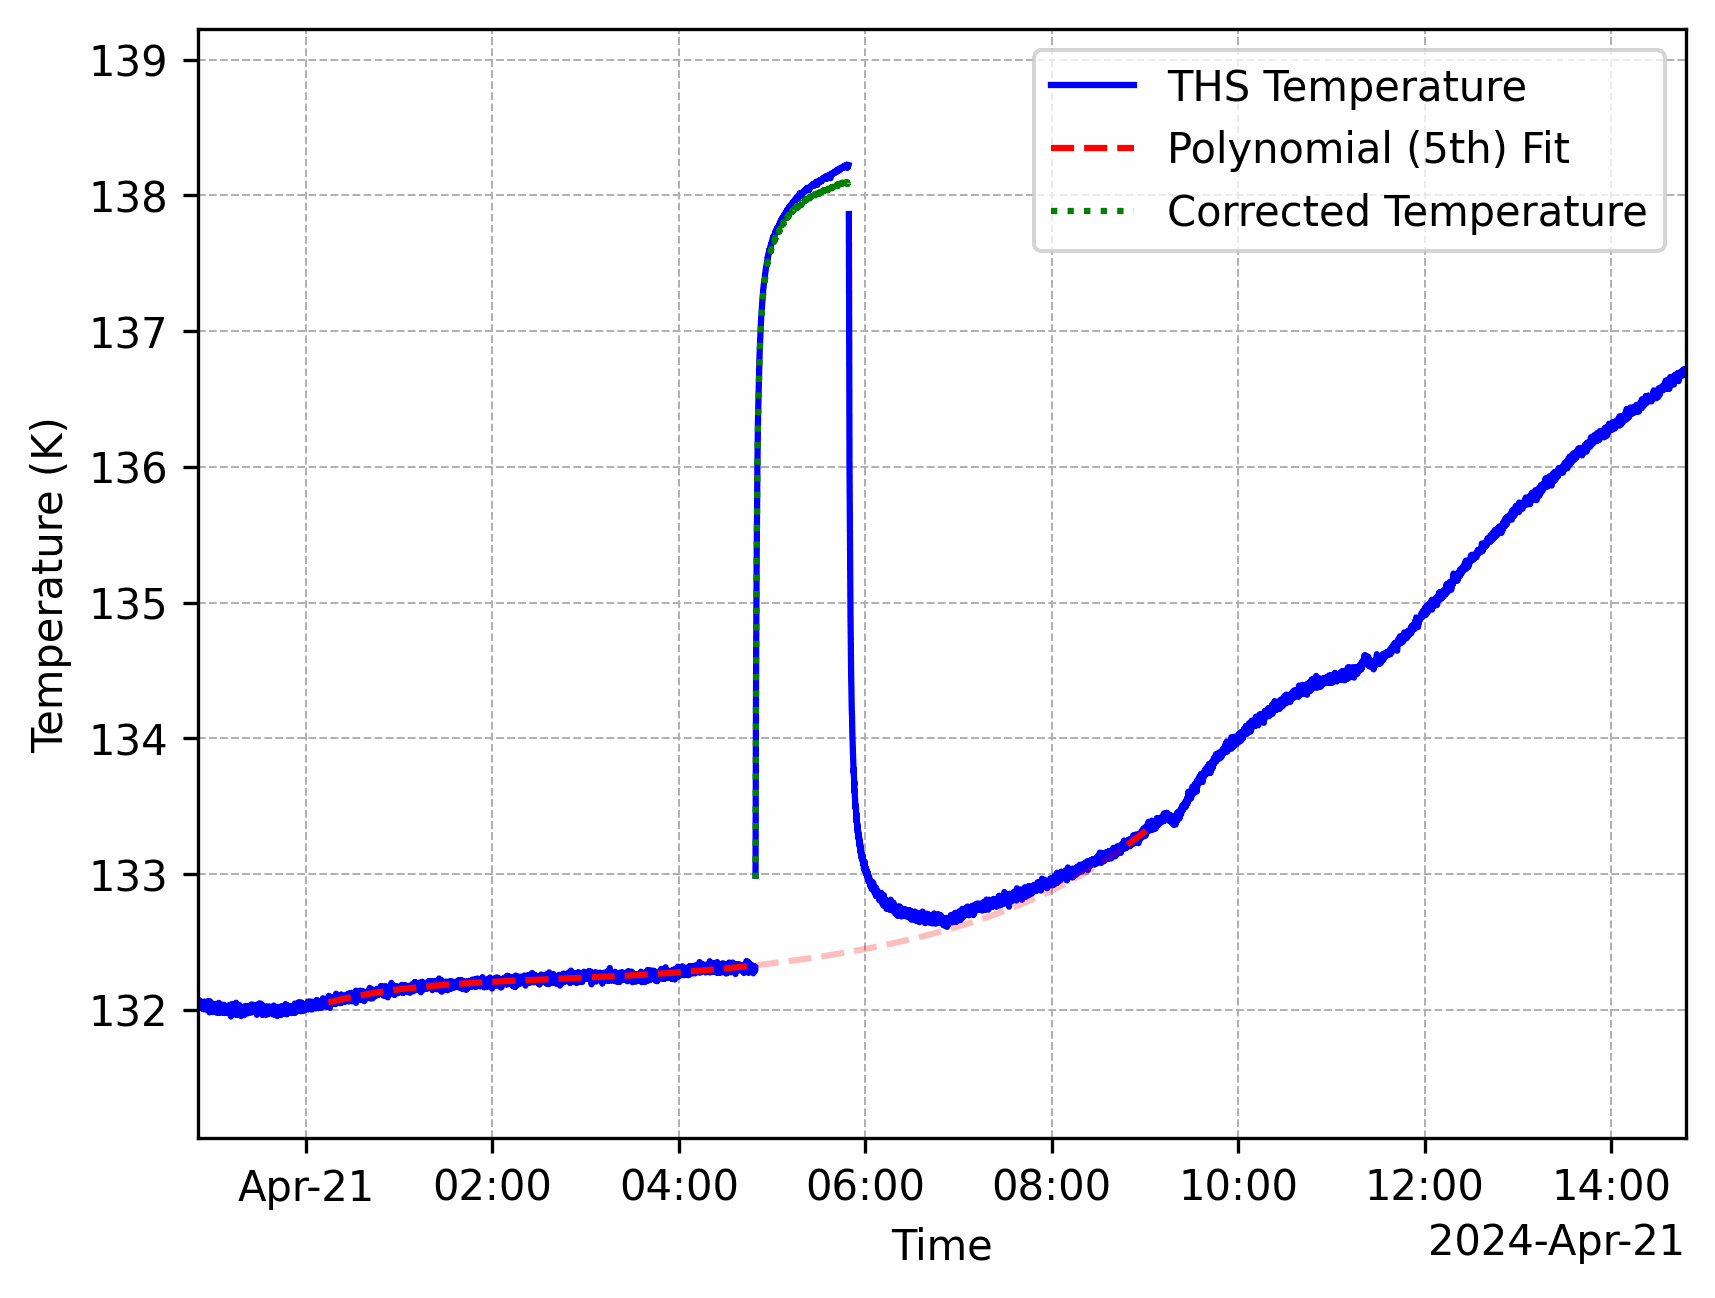 139
138
137
136
135
134
133
132
Temperature (K)
THS Temperature
Polynomial (5th) Fit
Corrected Temperature
Apr-21 02:00 04:00 06:00 08:00 10:00 12:00 14:00
Time
2024-Apr-21